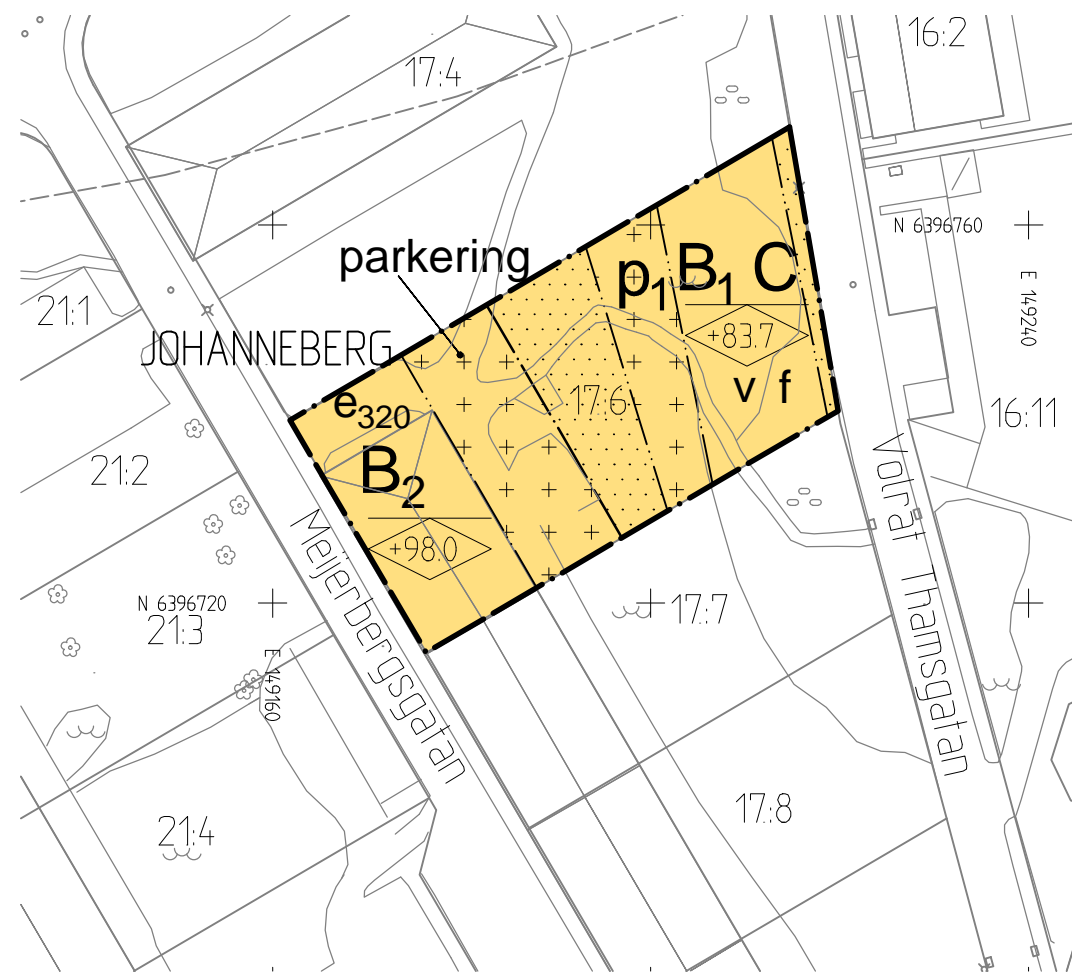 16:2
17:4
N 6396760
parkering
p1 B1 C
E 149240
21:1
+83.7
JOHANNEBERG
v f
17:6
e320
16:11
21:2
B2
Volrat Thamsgatan
+98.0
Meijerbergsgatan
N 6396720
17:7
21:3
E 149160
17:8
21:4